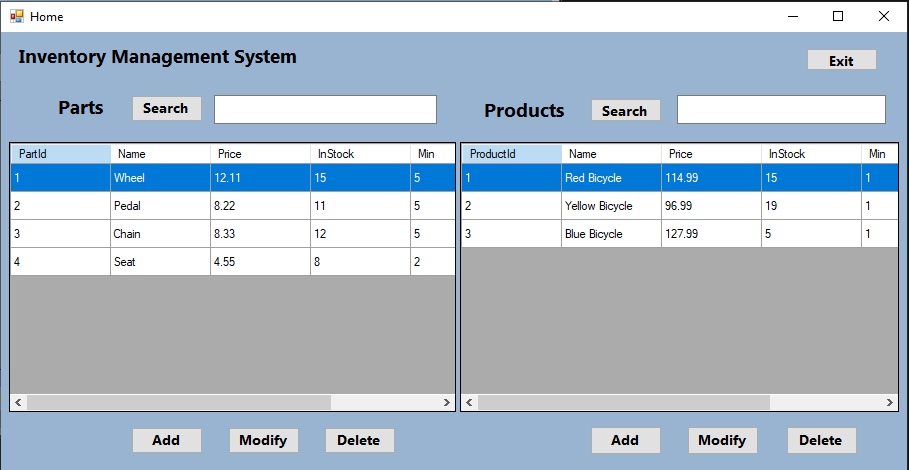 Home
Inventory Management System
Exit
Parts Search
Products Search
PartId Name Price InStock Min
1 Wheel 12.11 15 5
2 Pedal 8.22 11 5
3 Chain 8.33 12 5
4 Seat 4.55 8 2
ProductId Name Price InStock Min
1 Red Bicycle 114.99 15 1
2 Yellow Bicycle 96.99 19 1
3 Blue Bicycle 127.99 5 1
Add Modify Delete
Add Modify Delete